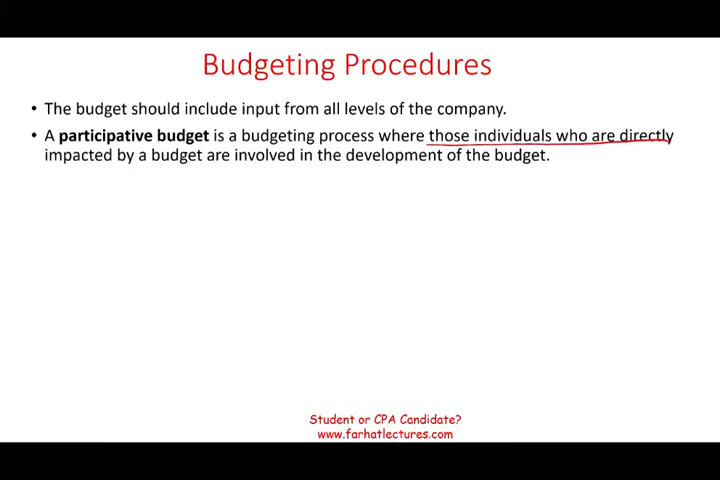 Budgeting Procedures
• The budget should include input from all levels of the company.
• A participative budget is a budgeting process where those individuals who are directly
impacted by a budget are involved in the development of the budget.
Student or CPA Candidate?
www.farhatlectures.com